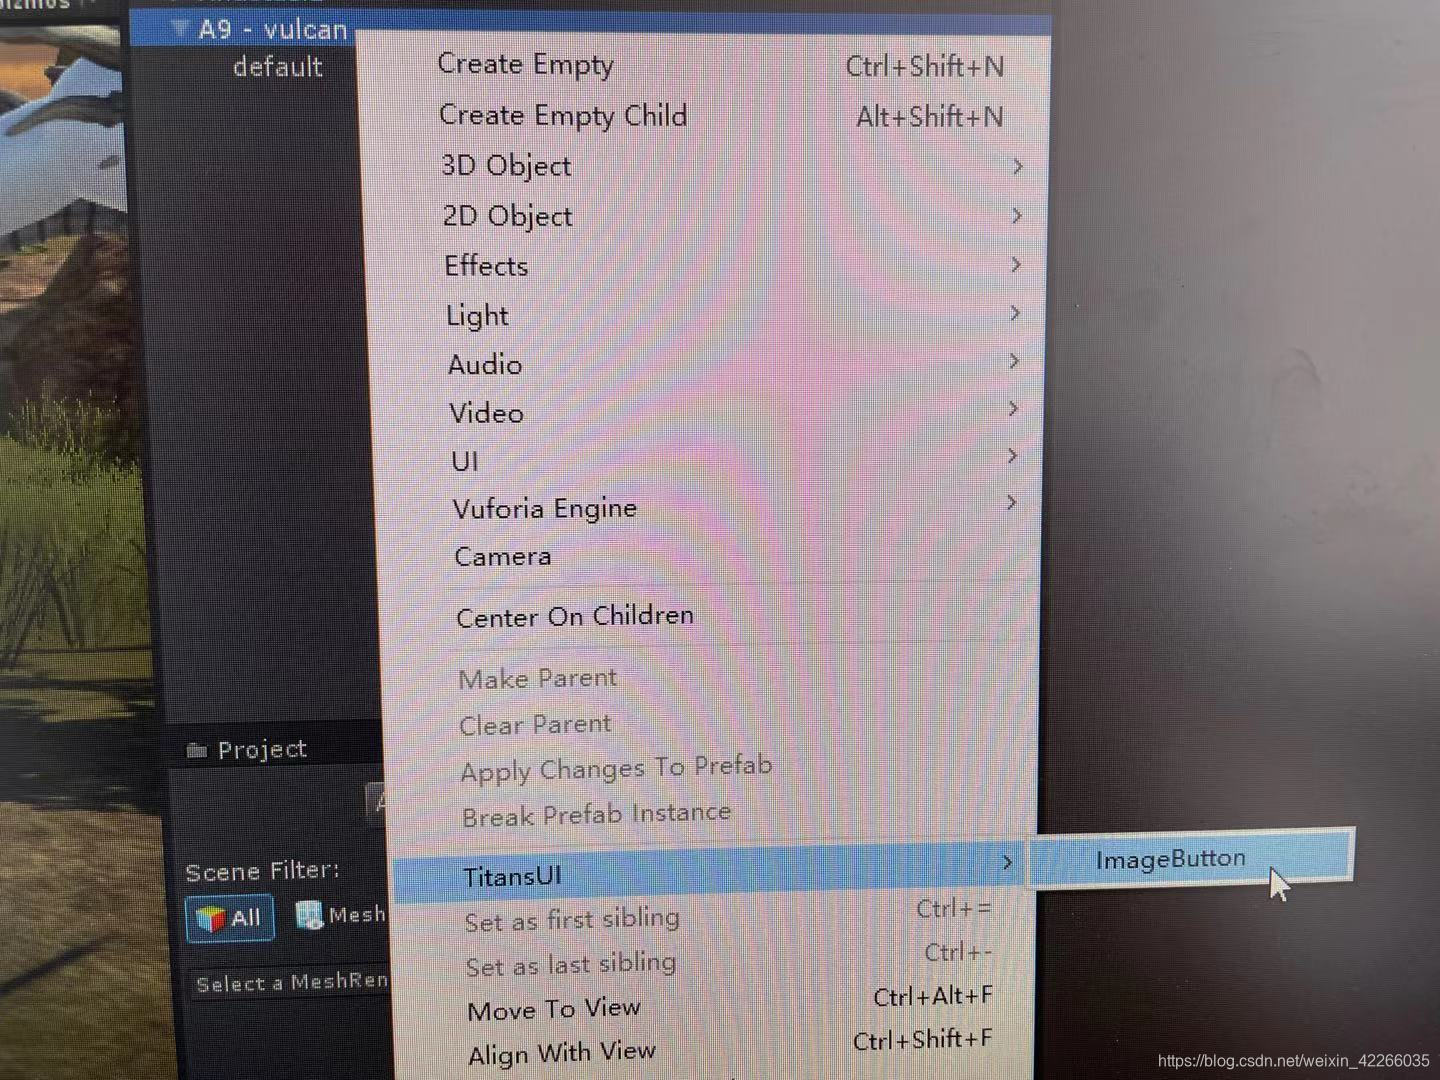 A9 - vulcan
default
Create Empty Ctrl+Shift+N
Create Empty Child Alt+Shift+N
3D Object
2D Object
Effects
Light
Audio
Video
UI
Vuforia Engine
Camera
Center On Children
Make Parent
Clear Parent
Apply Changes To Prefab
Break Prefab Instance
TitansUI
ImageButton
Set as first sibling Ctrl+=
Set as last sibling Ctrl+-
Move To View Ctrl+Alt+F
Align With View Ctrl+Shift+F
Project
Scene Filter:
All Mesh
Select a MeshRen
https://blog.csdn.net/weixin_42266035